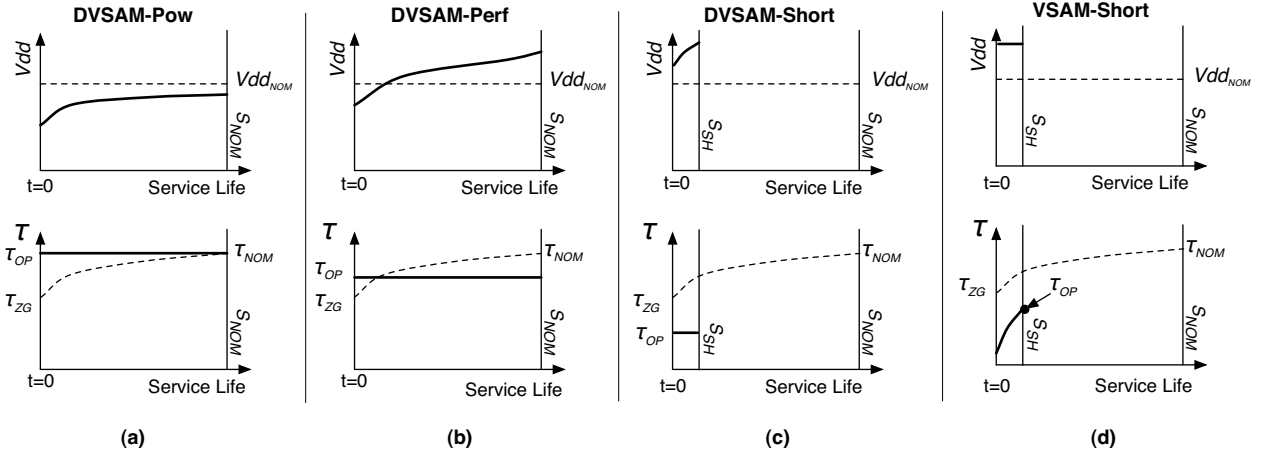 DVSAM-Pow
Vdd
Vdd_NOM
S_NOM
t=0
Service Life
τ
τ_OP
τ_NOM
τ_ZG
S_NOM
t=0
Service Life
(a)
DVSAM-Perf
Vdd
Vdd_NOM
S_NOM
t=0
Service Life
τ
τ_NOM
τ_OP
τ_ZG
S_NOM
t=0
Service Life
(b)
DVSAM-Short
Vdd
Vdd_NOM
S_SH
S_NOM
t=0
Service Life
τ
τ_NOM
τ_ZG
τ_OP
S_SH
S_NOM
t=0
Service Life
(c)
VSAM-Short
Vdd
Vdd_NOM
S_SH
S_NOM
t=0
Service Life
τ
τ_NOM
τ_ZG
τ_OP
S_SH
S_NOM
t=0
Service Life
(d)